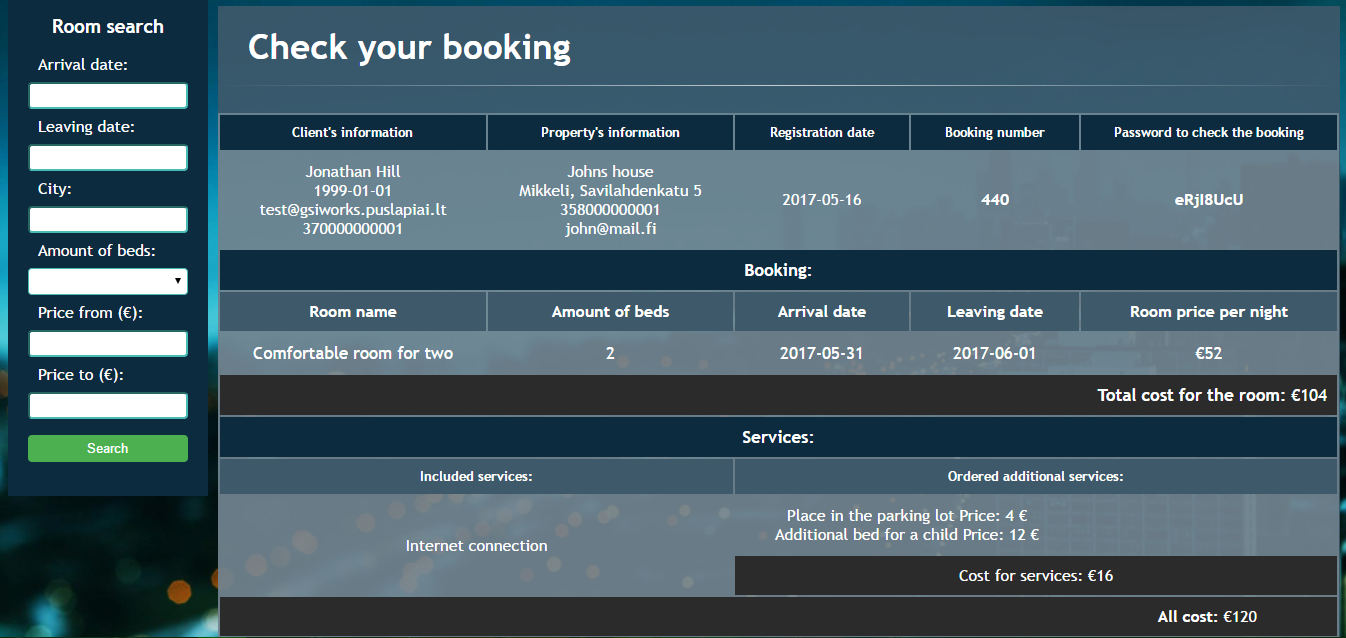 Room search
Arrival date:
Leaving date:
City:
Amount of beds:
Price from (€):
Price to (€):
Search
Check your booking
Client's information
Property's information
Registration date
Booking number
Password to check the booking
Jonathan Hill
1999-01-01
test@gsiworks.puslapiai.lt
370000000001
Johns house
Mikkeli, Savilahdenkatu 5
358000000001
john@mail.fi
2017-05-16
440
eRjI8UcU
Booking:
Room name
Amount of beds
Arrival date
Leaving date
Room price per night
Comfortable room for two
2
2017-05-31
2017-06-01
€52
Total cost for the room: €104
Services:
Included services:
Ordered additional services:
Internet connection
Place in the parking lot Price: 4 €
Additional bed for a child Price: 12 €
Cost for services: €16
All cost: €120